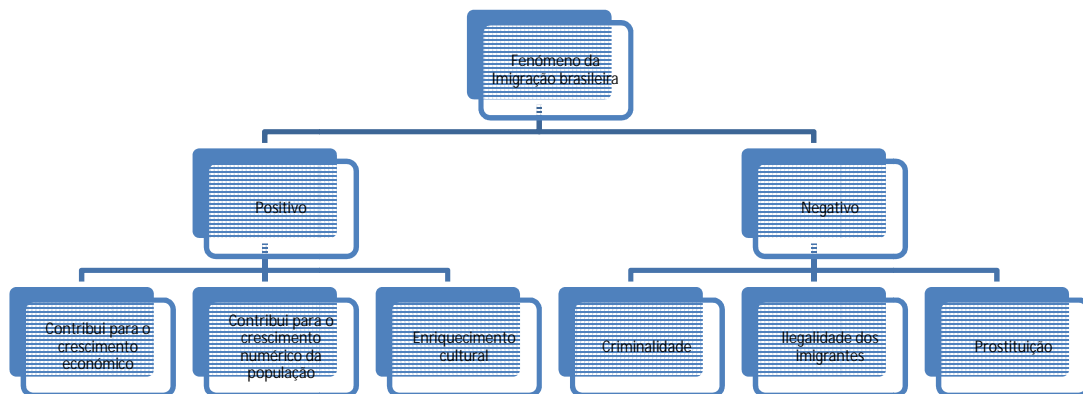 Fenómeno da
Imigração brasileira
Positivo
Negativo
Contribui para o
crescimento
económico
Contribui para o
crescimento
numérico da
população
Enriquecimento
cultural
Criminalidade
Ilegalidade dos
imigrantes
Prostituição